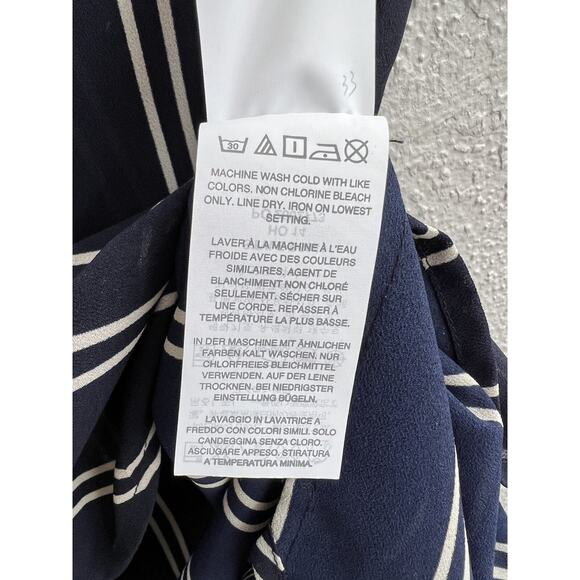 33
30
MACHINE WASH COLD WITH LIKE
COLORS. NON CHLORINE BLEACH
ONLY. LINE DRY. IRON ON LOWEST
SETTING.
HO 14
LAVER À LA MACHINE À L'EAU
FROIDE AVEC DES COULEURS
SIMILAIRES. AGENT DE
BLANCHIMENT NON CHLORÉ
SEULEMENT. SÉCHER SUR
UNE CORDE. REPASSER À
TEMPÉRATURE LA PLUS BASSE.
IN DER MASCHINE MIT ÄHNLICHEN
FARBEN KALT WASCHEN. NUR
CHLORFREIES BLEICHMITTEL
VERWENDEN. AUF DER LEINE
TROCKNEN. BEI NIEDRIGSTER
EINSTELLUNG BÜGELN.
LAVAGGIO IN LAVATRICE A
FREDDO CON COLORI SIMILI. SOLO
CANDEGGINA SENZA CLORO.
ASCIUGARE APPESO. STIRATURA
A TEMPERATURA MINIMA.